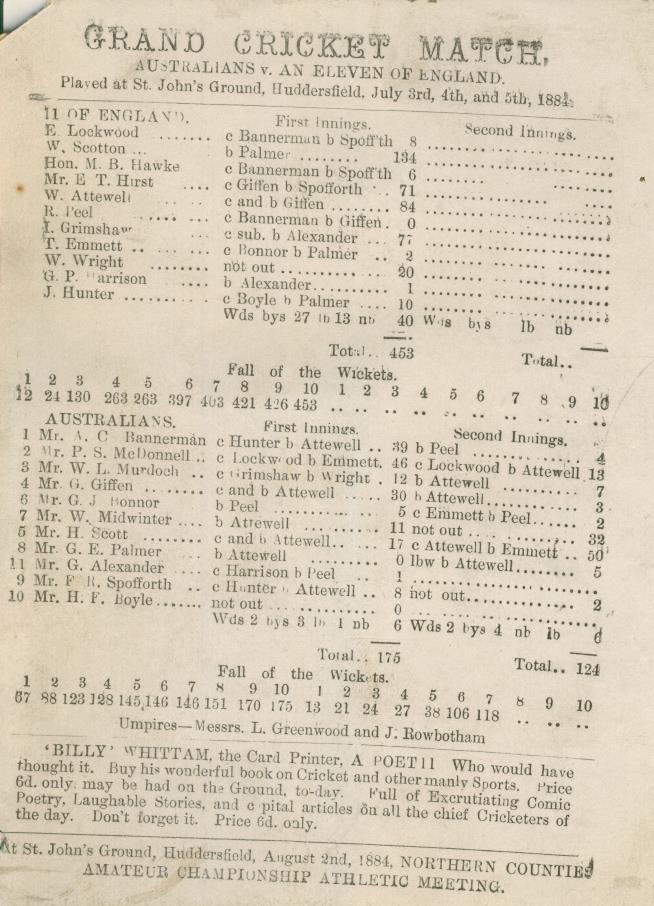 GRAND CRICKET MATCH,
AUSTRALIANS v. AN ELEVEN OF ENGLAND.
Played at St. John's Ground, Huddersfield, July 3rd, 4th, and 5th, 1884.
11 OF ENGLAND. First Innings. Second Innings.
E. Lockwood ....... c Bannerman b Spoff'th 8 ....................
W. Scotton ... b Palmer ........ 134 ....................
Hon. M. B. Hawke c Bannerman b Spoff'th 6 ....................
Mr. E T. Hirst .... c Giffen b Spofforth .. 71 ....................
W. Attewell ... c and b Giffen ........ 84 ....................
R. Peel ........ c Bannerman b Giffen. 0 ....................
I. Grimshaw ... c sub. b Alexander ... 77 ....................
T. Emmett .. ...... c Bonnor b Palmer .. 2 ....................
W. Wright ........ not out ........... 20 ....................
G. P. Harrison ..... b Alexander......... 1 ....................
J. Hunter .......... c Boyle b Palmer .... 10 ....................
Wds bys 27 lb 13 nb 40 Wds bys lb nb
Total.. 453 Total..
Fall of the Wickets.
1 2 3 4 5 6 7 8 9 10 1 2 3 4 5 6 7 8 9 10
12 24 130 263 263 397 403 421 426 453 .. .. .. .. .. .. .. .. .. ..
AUSTRALIANS. First Innings. Second Innings.
1 Mr. A. C Bannerman c Hunter b Attewell .. 39 b Peel .............. 4
2 Mr. P. S. McDonnell .. c Lockwood b Emmett. 46 c Lockwood b Attewell 13
3 Mr. W. L. Murdoch .. c Grimshaw b Wright . 12 b Attewell ......... 7
4 Mr. G. Giffen ........ c and b Attewell ..... 30 b Attewell......... 3
6 Mr. G. J Bonnor b Peel ........... 5 c Emmett b Peel.... 2
7 Mr. W. Midwinter .... b Attewell ........ 11 not out ........... 32
5 Mr. H. Scott ....... c and b Attewell.. ... 17 c Attewell b Emmett .. 50
8 Mr. G. E. Palmer b Attewell ......... 0 lbw b Attewell........ 5
11 Mr. G. Alexander ... c Harrison b Peel .... 1 ....................
9 Mr. F R. Spofforth .. c Hunter b Attewell .. 8 not out............ 2
10 Mr. H. F. Boyle....... not out ............ 0 ....................
Wds 2 bys 3 lb 1 nb 6 Wds 2 bys 4 nb lb 6
Total.. 175 Total.. 124
Fall of the Wickets.
1 2 3 4 5 6 7 8 9 10 1 2 3 4 5 6 7 8 9 10
67 88 123 128 145 146 146 151 170 175 13 21 24 27 38 106 118 .. .. ..
Umpires—Messrs. L. Greenwood and J. Rowbotham
'BILLY' WHITTAM, the Card Printer, A POET!! Who would have
thought it. Buy his wonderful book on Cricket and other manly Sports. Price
6d. only may be had on the Ground, to-day. Full of Excrutiating Comic
Poetry, Laughable Stories, and capital articles on all the chief Cricketers of
the day. Don't forget it. Price 6d. only.
At St. John's Ground, Huddersfield, August 2nd, 1884, NORTHERN COUNTIES
AMATEUR CHAMPIONSHIP ATHLETIC MEETING.